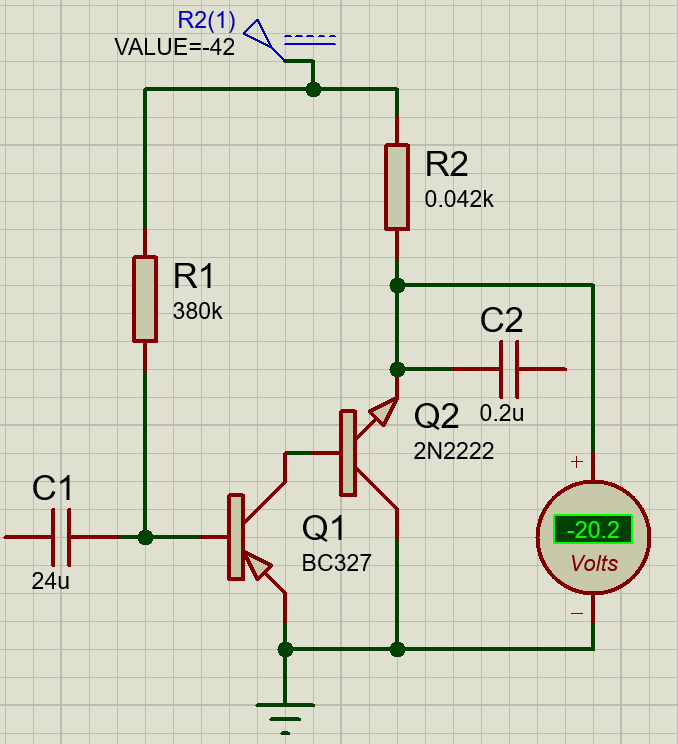 R2(1)
VALUE=-42
R2
0.042k
R1
380k
C2
0.2u
Q2
2N2222
C1
24u
Q1
BC327
+
-20.2
Volts
−